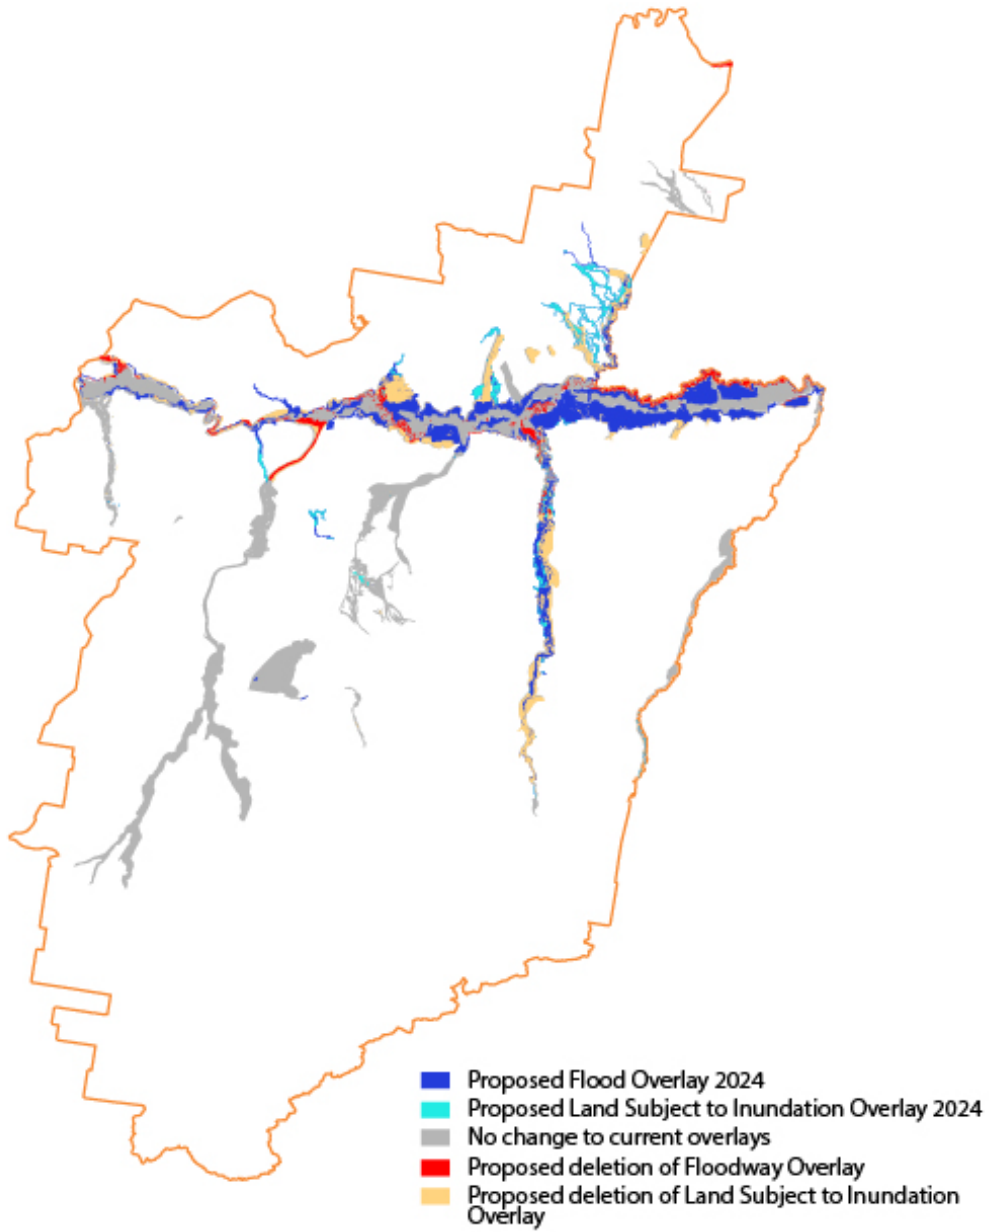 Proposed Flood Overlay 2024
Proposed Land Subject to Inundation Overlay 2024
No change to current overlays
Proposed deletion of Floodway Overlay
Proposed deletion of Land Subject to Inundation
Overlay